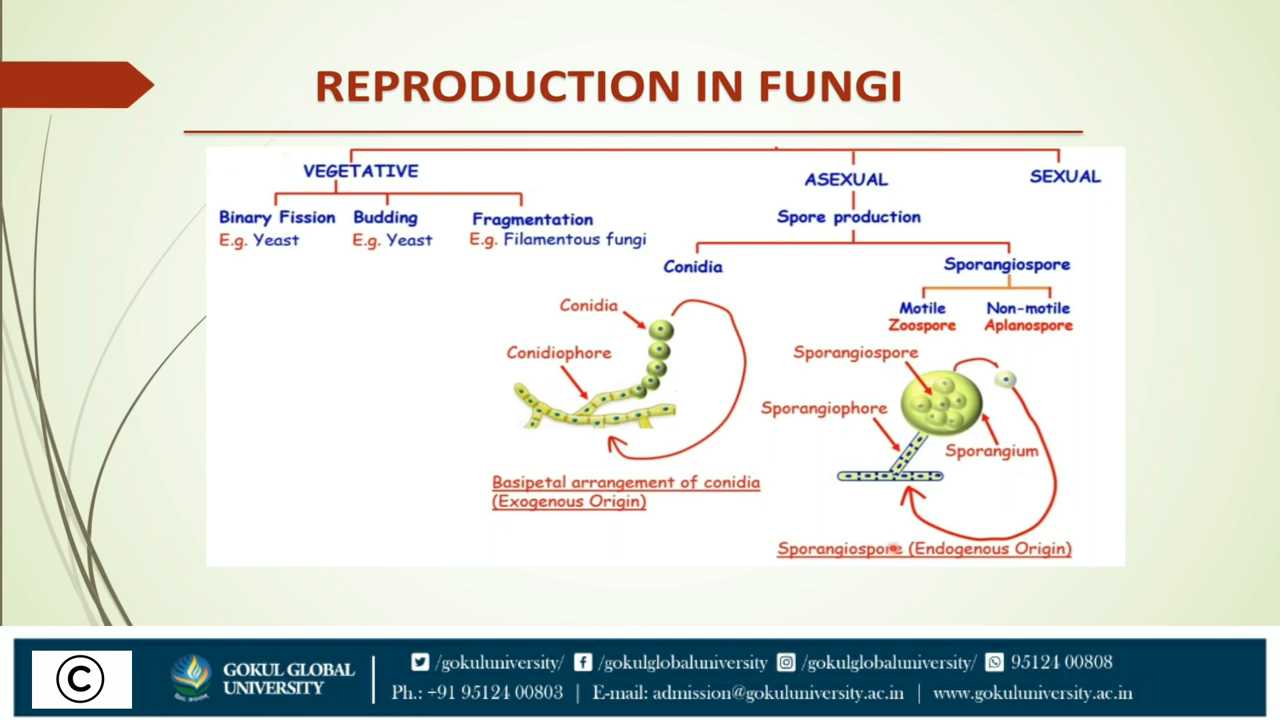 REPRODUCTION IN FUNGI
VEGETATIVE
ASEXUAL
SEXUAL
Binary Fission
E.g. Yeast
Budding
E.g. Yeast
Fragmentation
E.g. Filamentous fungi
Spore production
Conidia
Sporangiospore
Motile
Zoospore
Non-motile
Aplanospore
Conidia
Conidiophore
Basipetal arrangement of conidia
(Exogenous Origin)
Sporangiospore
Sporangiophore
Sporangium
Sporangiospore (Endogenous Origin)
©
GOKUL GLOBAL
UNIVERSITY
/gokuluniversity/ /gokulglobaluniversity /gokulglobaluniversity/ 95124 00808
Ph.: +91 95124 00803 | E-mail: admission@gokuluniversity.ac.in | www.gokuluniversity.ac.in